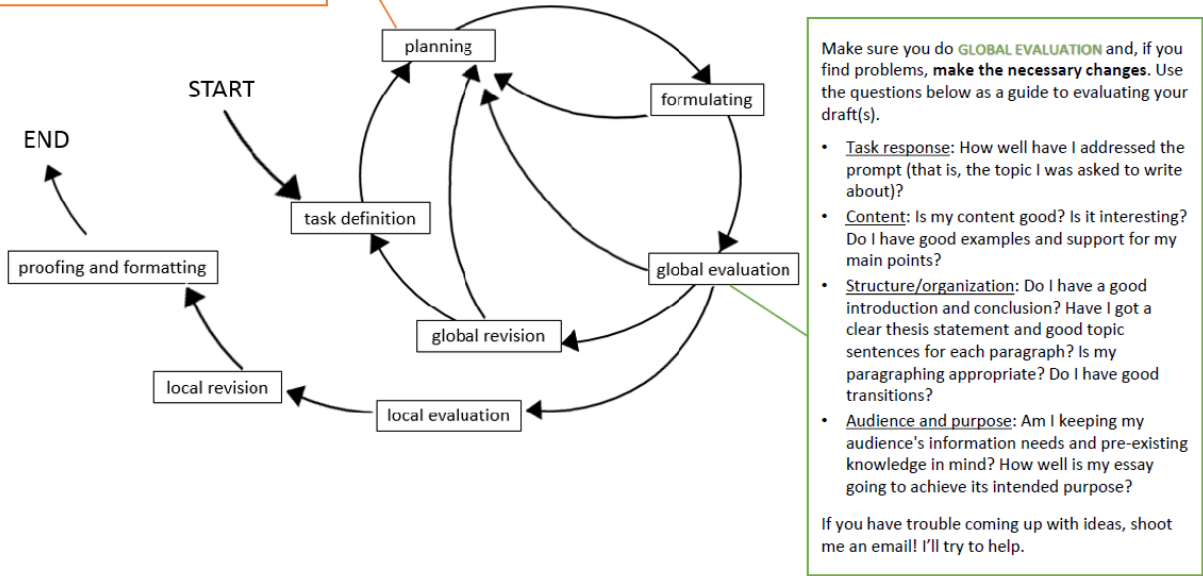 planning
START
formulating
END
task definition
proofing and formatting
global evaluation
global revision
local revision
local evaluation
Make sure you do GLOBAL EVALUATION and, if you
find problems, make the necessary changes. Use
the questions below as a guide to evaluating your
draft(s).
• Task response: How well have I addressed the
prompt (that is, the topic I was asked to write
about)?
• Content: Is my content good? Is it interesting?
Do I have good examples and support for my
main points?
• Structure/organization: Do I have a good
introduction and conclusion? Have I got a
clear thesis statement and good topic
sentences for each paragraph? Is my
paragraphing appropriate? Do I have good
transitions?
• Audience and purpose: Am I keeping my
audience's information needs and pre-existing
knowledge in mind? How well is my essay
going to achieve its intended purpose?
If you have trouble coming up with ideas, shoot
me an email! I'll try to help.